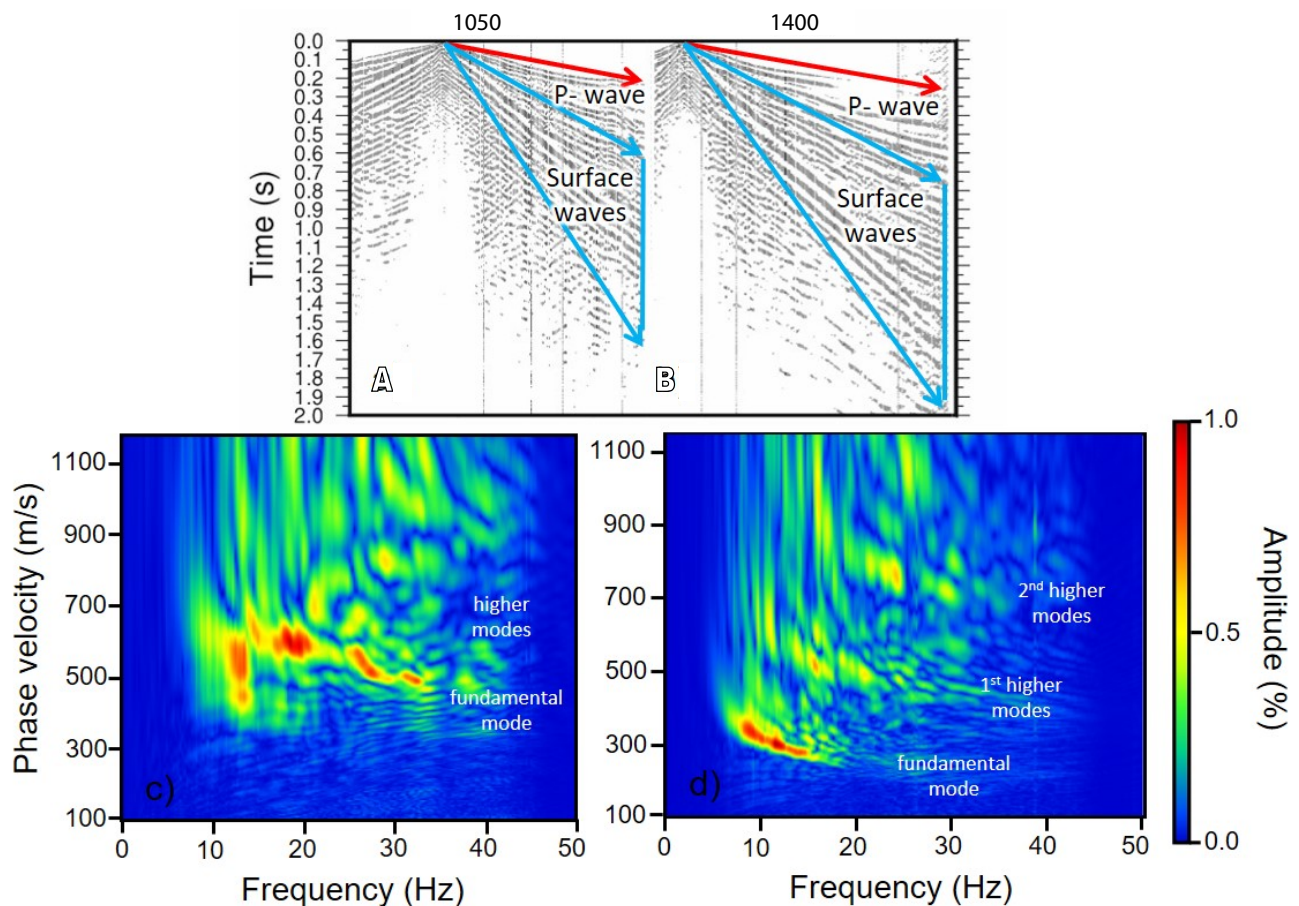 1050
1400
0.0
0.1
0.2
0.3
0.4
0.5
0.6
0.7
0.8
0.9
1.0
1.1
1.2
1.3
1.4
1.5
1.6
1.7
1.8
1.9
2.0
Time (s)
P- wave
Surface
waves
A
P- wave
Surface
waves
B
1100
900
700
500
300
100
Phase velocity (m/s)
higher
modes
fundamental
mode
c)
0 10 20 30 40 50
Frequency (Hz)
1100
900
700
500
300
100
2nd higher
modes
1st higher
modes
fundamental
mode
d)
0 10 20 30 40 50
Frequency (Hz)
1.0
0.5
0.0
Amplitude (%)